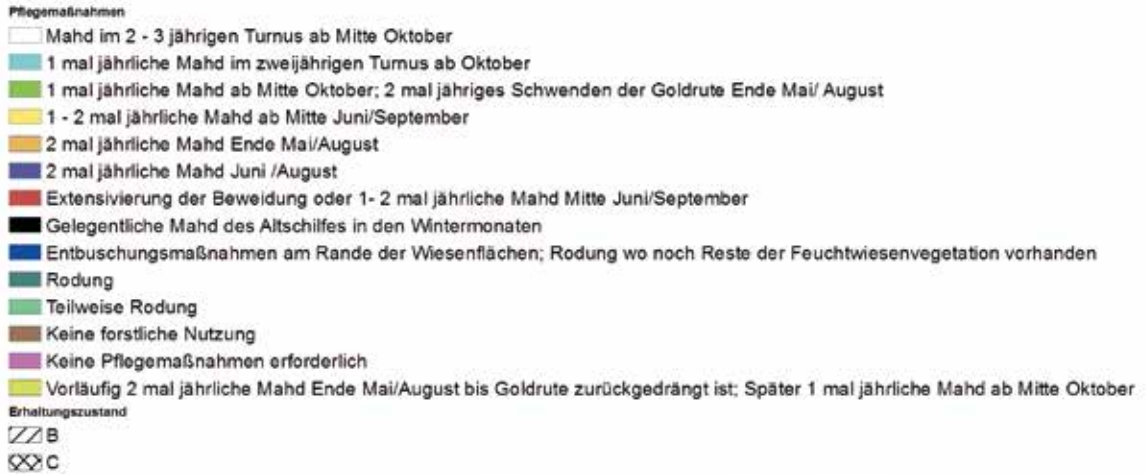 Pflegemaßnahmen
Mahd im 2 - 3 jährigen Turnus ab Mitte Oktober
1 mal jährliche Mahd im zweijährigen Turnus ab Oktober
1 mal jährliche Mahd ab Mitte Oktober; 2 mal jähriges Schwenden der Goldrute Ende Mai/ August
1 - 2 mal jährliche Mahd ab Mitte Juni/September
2 mal jährliche Mahd Ende Mai/August
2 mal jährliche Mahd Juni /August
Extensivierung der Beweidung oder 1- 2 mal jährliche Mahd Mitte Juni/September
Gelegentliche Mahd des Altschilfes in den Wintermonaten
Entbuschungsmaßnahmen am Rande der Wiesenflächen; Rodung wo noch Reste der Feuchtwiesenvegetation vorhanden
Rodung
Teilweise Rodung
Keine forstliche Nutzung
Keine Pflegemaßnahmen erforderlich
Vorläufig 2 mal jährliche Mahd Ende Mai/August bis Goldrute zurückgedrängt ist; Später 1 mal jährliche Mahd ab Mitte Oktober
Erhaltungszustand
B
C